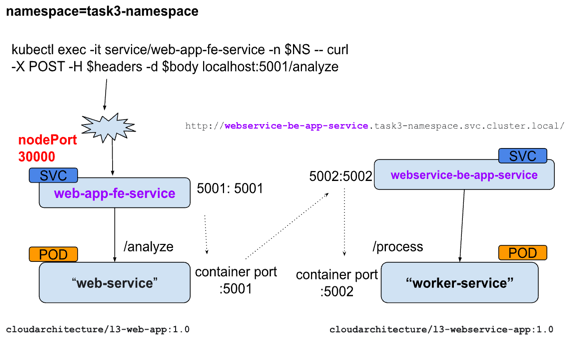 namespace=task3-namespace
kubectl exec -it service/web-app-fe-service -n $NS -- curl
-X POST -H $headers -d $body localhost:5001/analyze
http://webservice-be-app-service.task3-namespace.svc.cluster.local/
nodePort
30000
SVC
web-app-fe-service
5001: 5001
5002:5002
SVC
webservice-be-app-service
/analyze
/process
POD
“web-service”
container port
:5001
container port
:5002
POD
“worker-service”
cloudarchitecture/l3-web-app:1.0
cloudarchitecture/l3-webservice-app:1.0